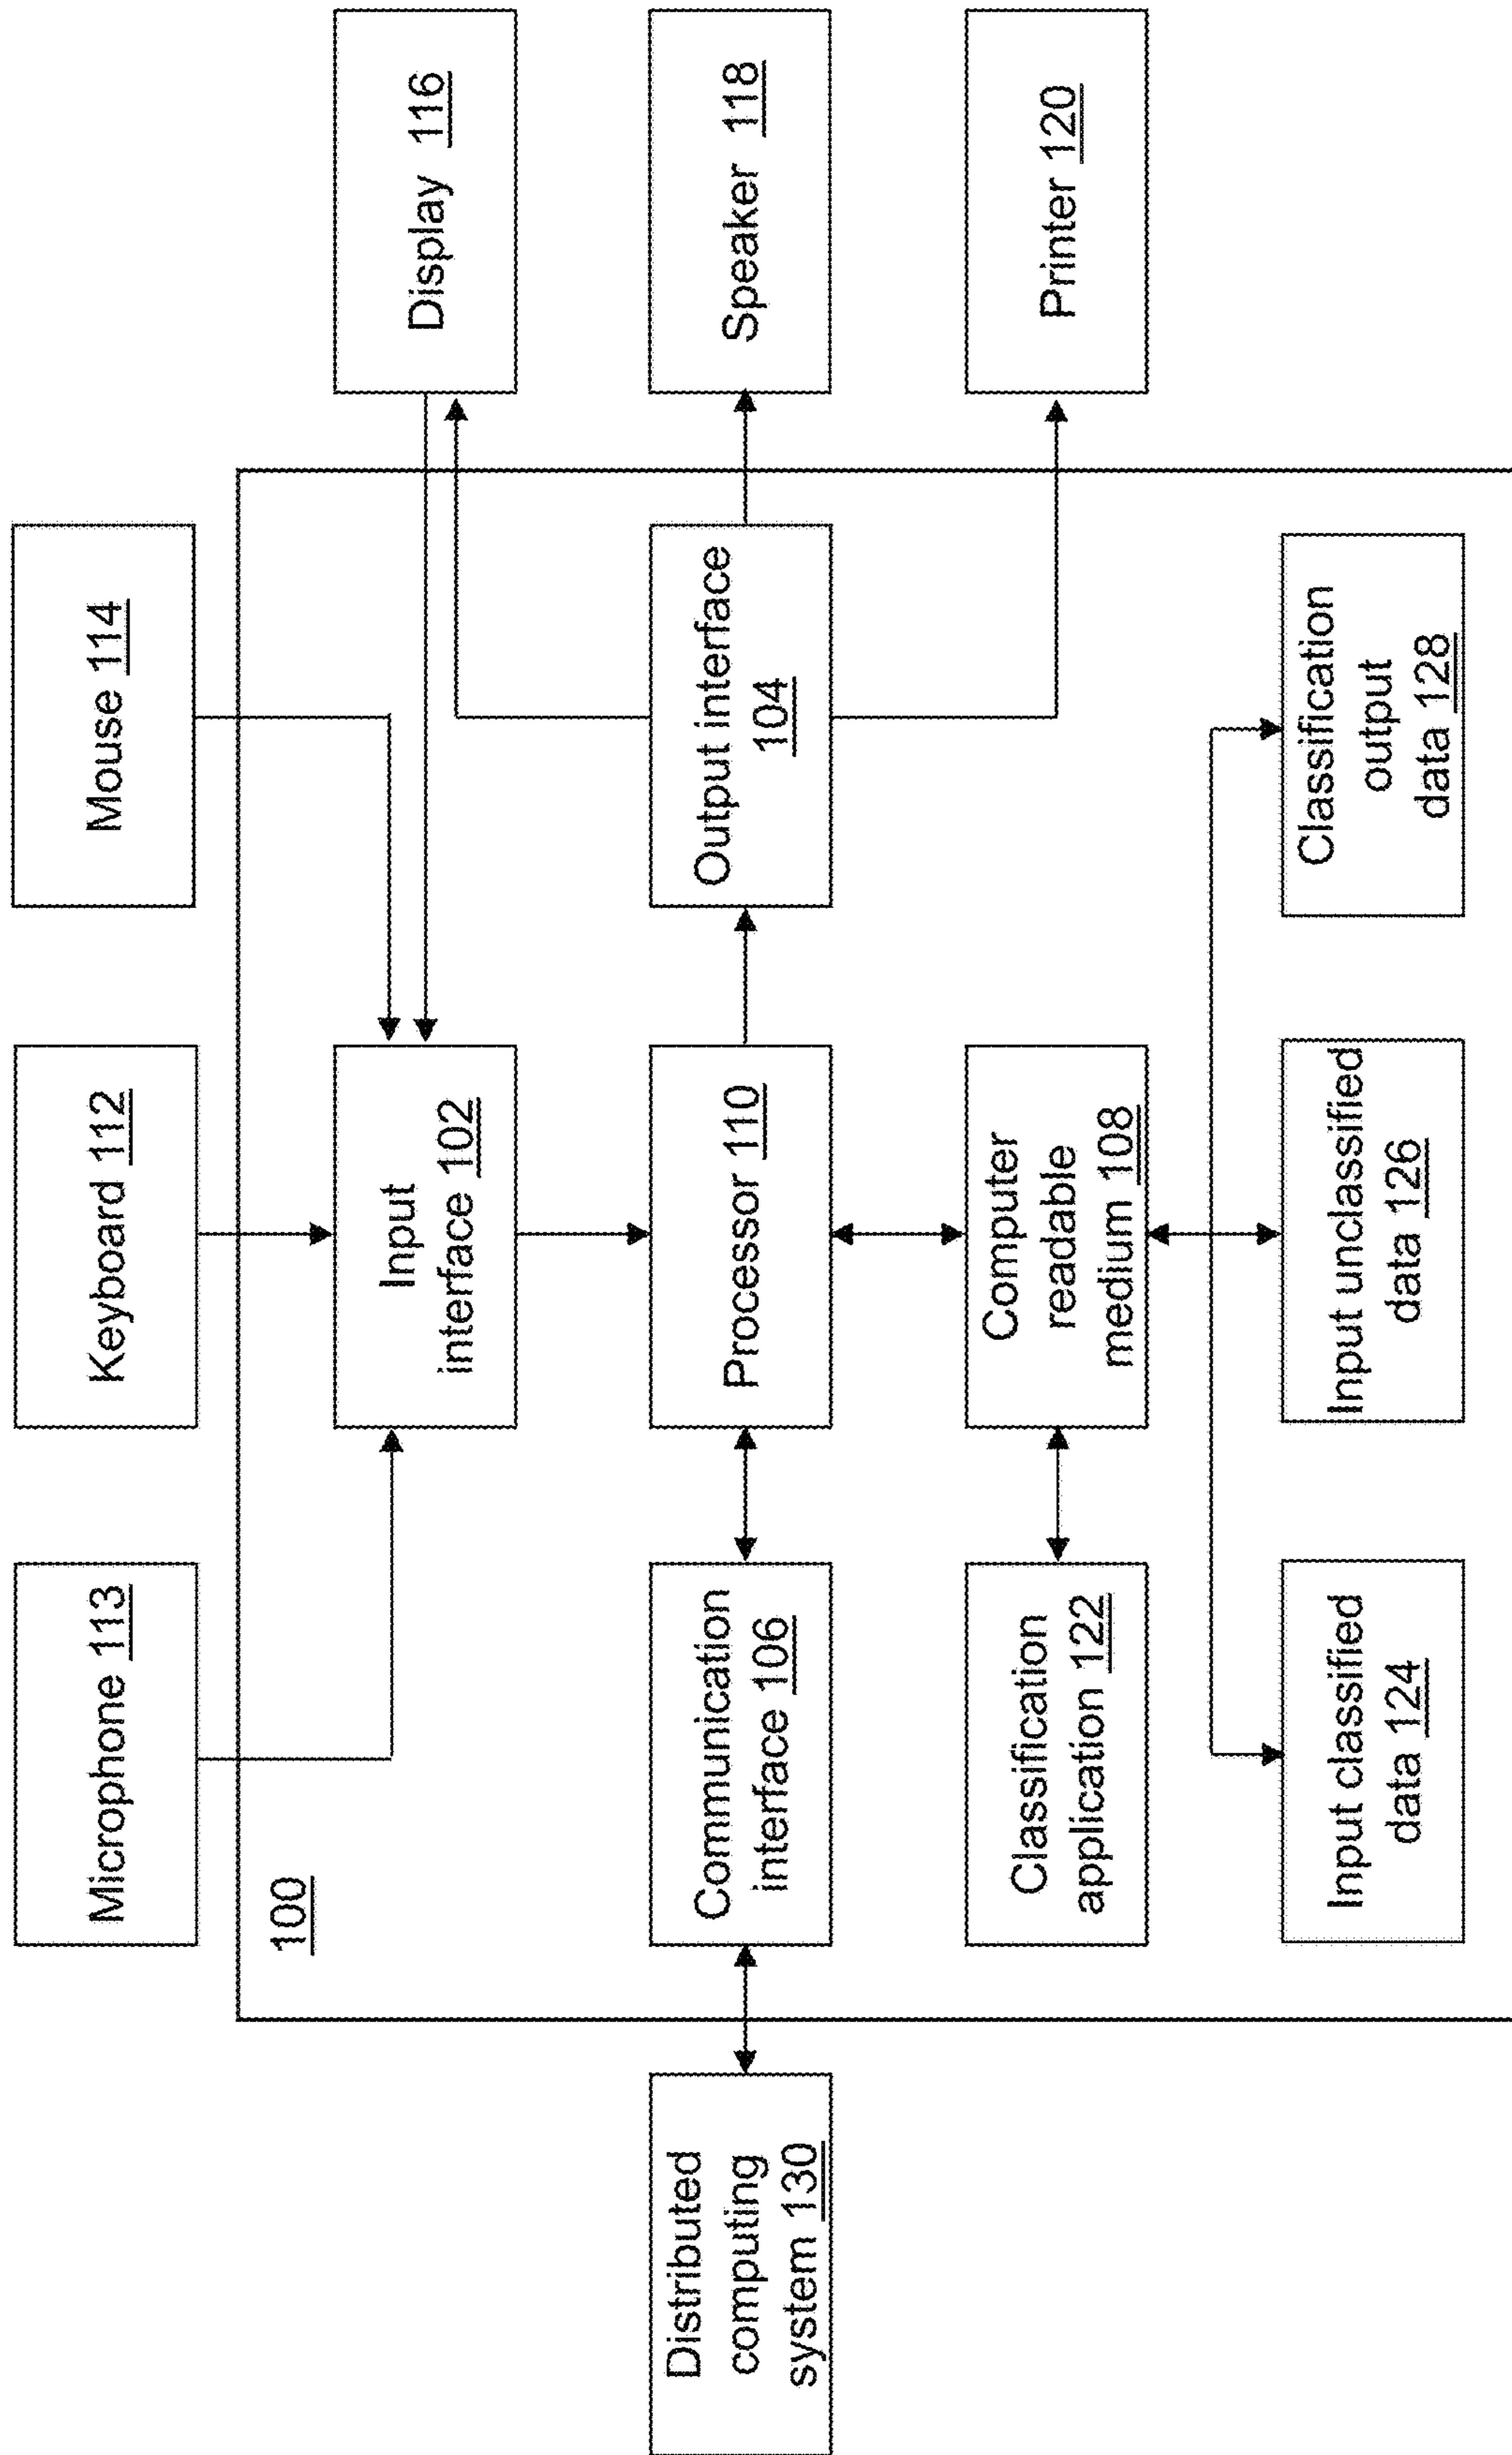 Microphone 113
Keyboard 112
Mouse 114
100
Input
interface 102
Display 116
Distributed
computing
system 130
Communication
interface 106
Processor 110
Output interface
104
Speaker 118
Classification
application 122
Computer
readable
medium 108
Printer 120
Input classified
data 124
Input unclassified
data 126
Classification
output
data 128